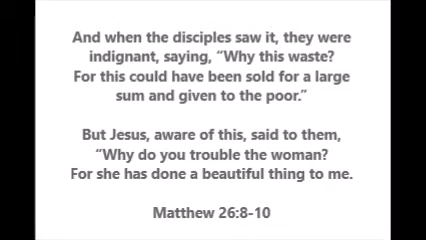 And when the disciples saw it, they were
indignant, saying, “Why this waste?
For this could have been sold for a large
sum and given to the poor.”
But Jesus, aware of this, said to them,
“Why do you trouble the woman?
For she has done a beautiful thing to me.
Matthew 26:8-10